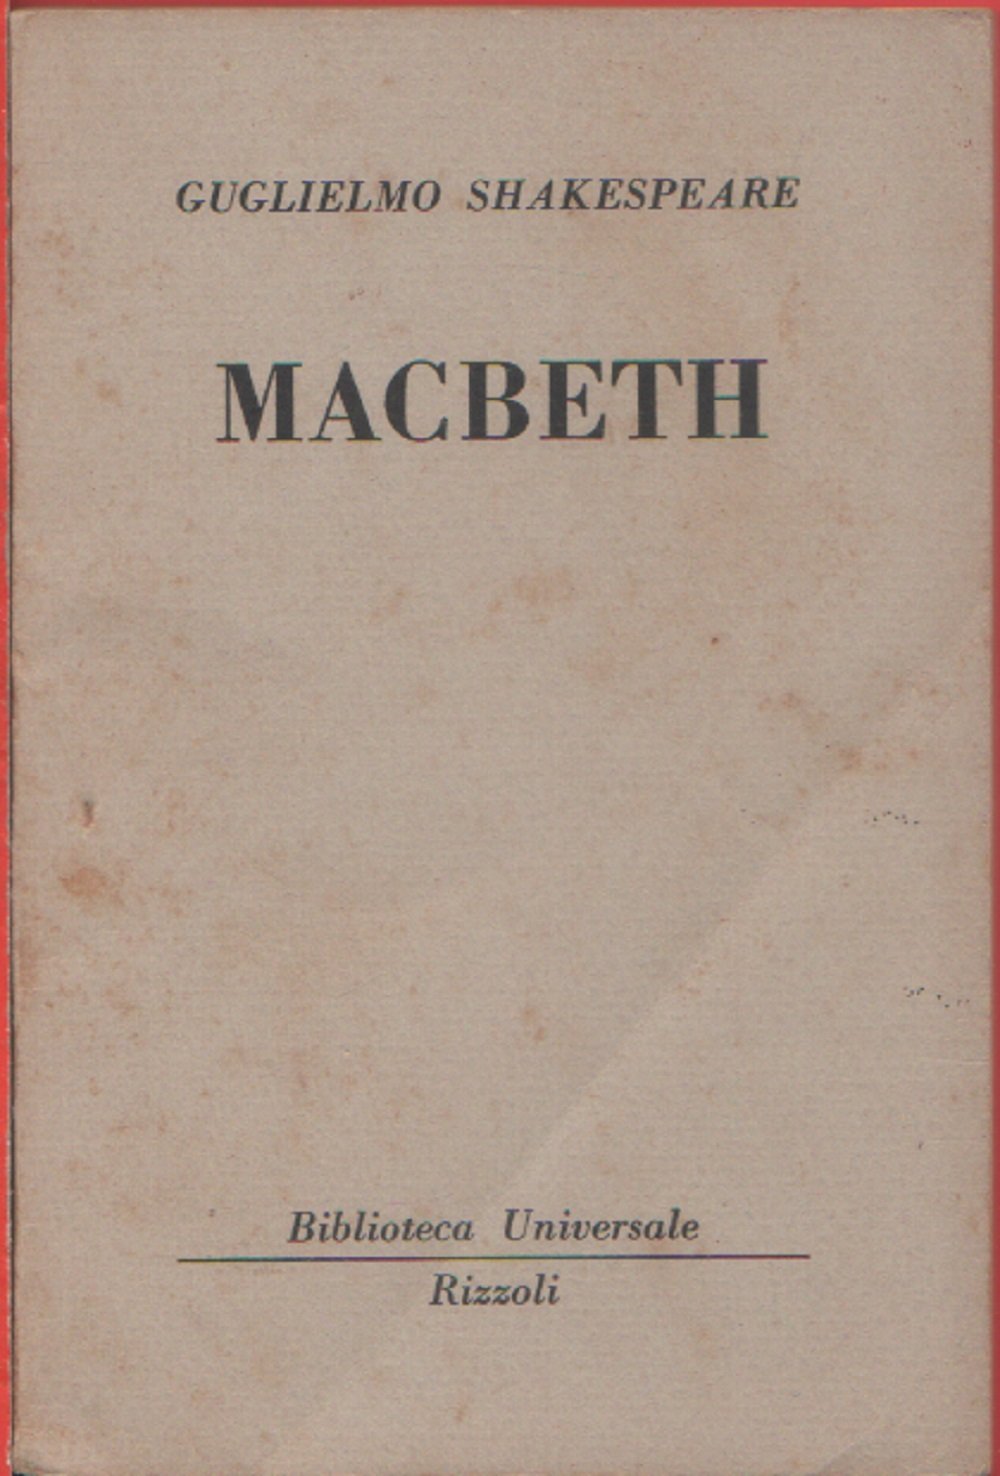 GUGLIELMO SHAKESPEARE
MACBETH
Biblioteca Universale
Rizzoli